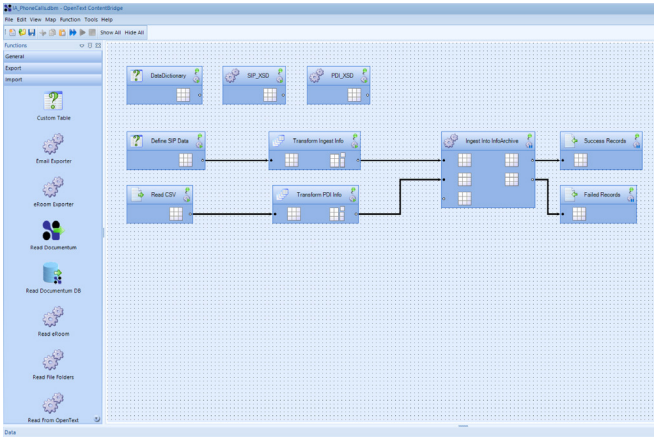 IA_PhoneCalls.dbm - OpenText ContentBridge
File Edit View Map Function Tools Help
Show All Hide All
Functions
General
Export
Import
Custom Table
Email Exporter
eRoom Exporter
Read Documentum
Read Documentum DB
Read eRoom
Read File Folders
Read From OpenText
DataDictionary SIP_XSD PDI_XSD
Define SIP Data Transform Ingest Info Ingest Into InfoArchive Success Records
Read CSV Transform PDI Info Failed Records
Data